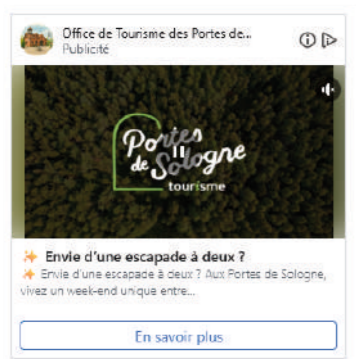 Office de Tourisme des Portes de...
Publicité
Portes
de Sologne
tourisme
✨ Envie d'une escapade à deux ?
✨ Envie d'une escapade à deux ? Aux Portes de Sologne,
vivez un week-end unique entre...
En savoir plus